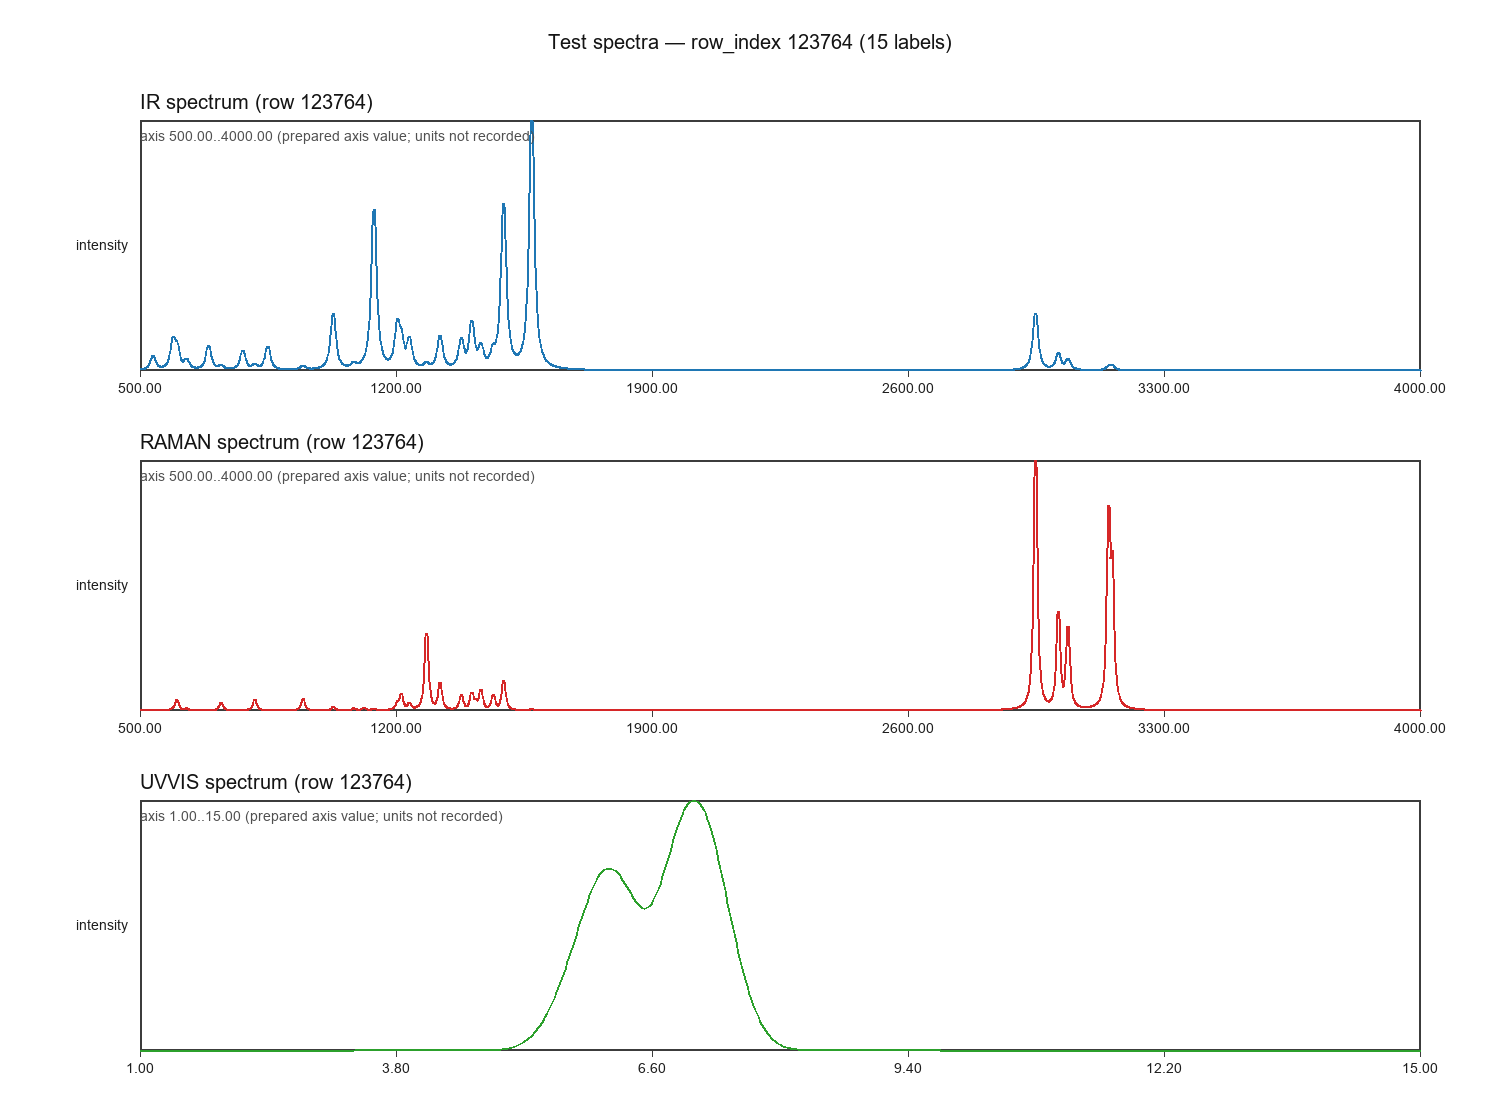 Test spectra — row_index 123764 (15 labels)
IR spectrum (row 123764)
axis 500.00..4000.00 (prepared axis value; units not recorded)
intensity
500.00 1200.00 1900.00 2600.00 3300.00 4000.00
RAMAN spectrum (row 123764)
axis 500.00..4000.00 (prepared axis value; units not recorded)
intensity
500.00 1200.00 1900.00 2600.00 3300.00 4000.00
UVVIS spectrum (row 123764)
axis 1.00..15.00 (prepared axis value; units not recorded)
intensity
1.00 3.80 6.60 9.40 12.20 15.00